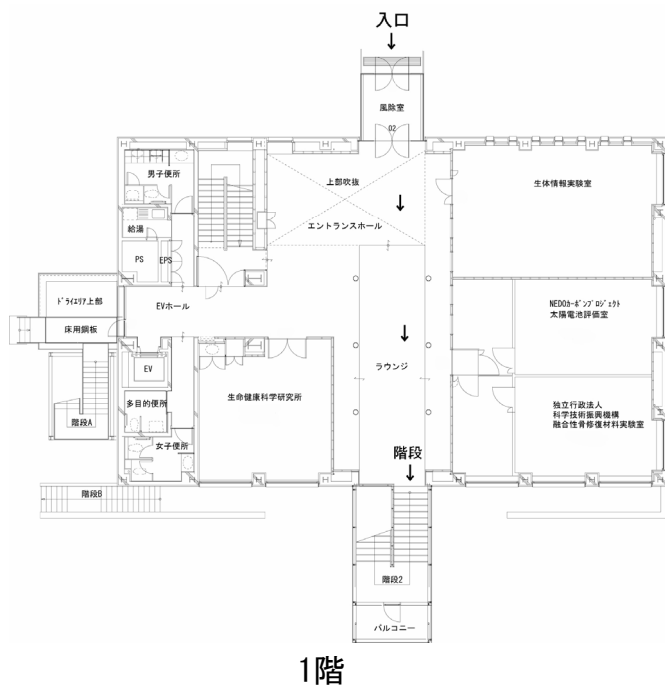 入口
風除室
02
男子便所
上部吹抜
生体情報実験室
給湯
エントランスホール
PS
EPS
ドライエリア上部
EVホール
NEDOカーボンプロジェクト
太陽電池評価室
床用鋼板
EV
ラウンジ
生命健康科学研究所
多目的便所
独立行政法人
科学技術振興機構
融合性骨修復材料実験室
階段A
女子便所
階段
階段B
階段2
バルコニー
1階